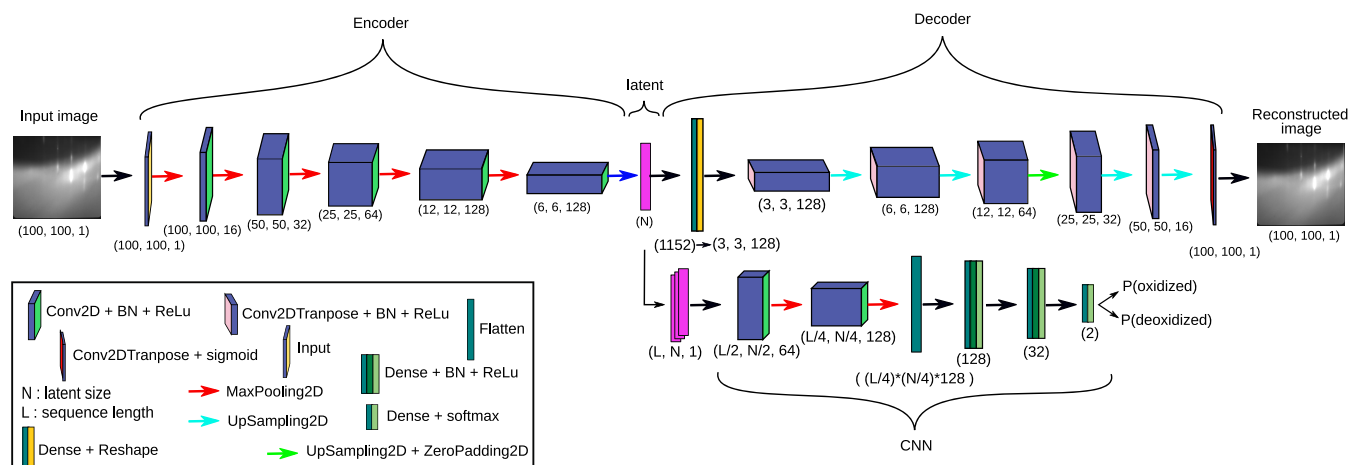 Encoder
Decoder
latent
Input image
Reconstructed
image
(100, 100, 1)
(100, 100, 1)
(100, 100, 16)
(50, 50, 32)
(25, 25, 64)
(12, 12, 128)
(6, 6, 128)
(N)
(1152)
(3, 3, 128)
(3, 3, 128)
(6, 6, 128)
(12, 12, 64)
(25, 25, 32)
(50, 50, 16)
(100, 100, 1)
(100, 100, 1)
(L, N, 1)
(L/2, N/2, 64)
(L/4, N/4, 128)
( (L/4)*(N/4)*128 )
(128)
(32)
(2)
P(oxidized)
P(deoxidized)
CNN
Conv2D + BN + ReLu
Conv2DTranpose + BN + ReLu
Flatten
Conv2DTranpose + sigmoid
Input
Dense + BN + ReLu
N : latent size
MaxPooling2D
L : sequence length
UpSampling2D
Dense + softmax
Dense + Reshape
UpSampling2D + ZeroPadding2D